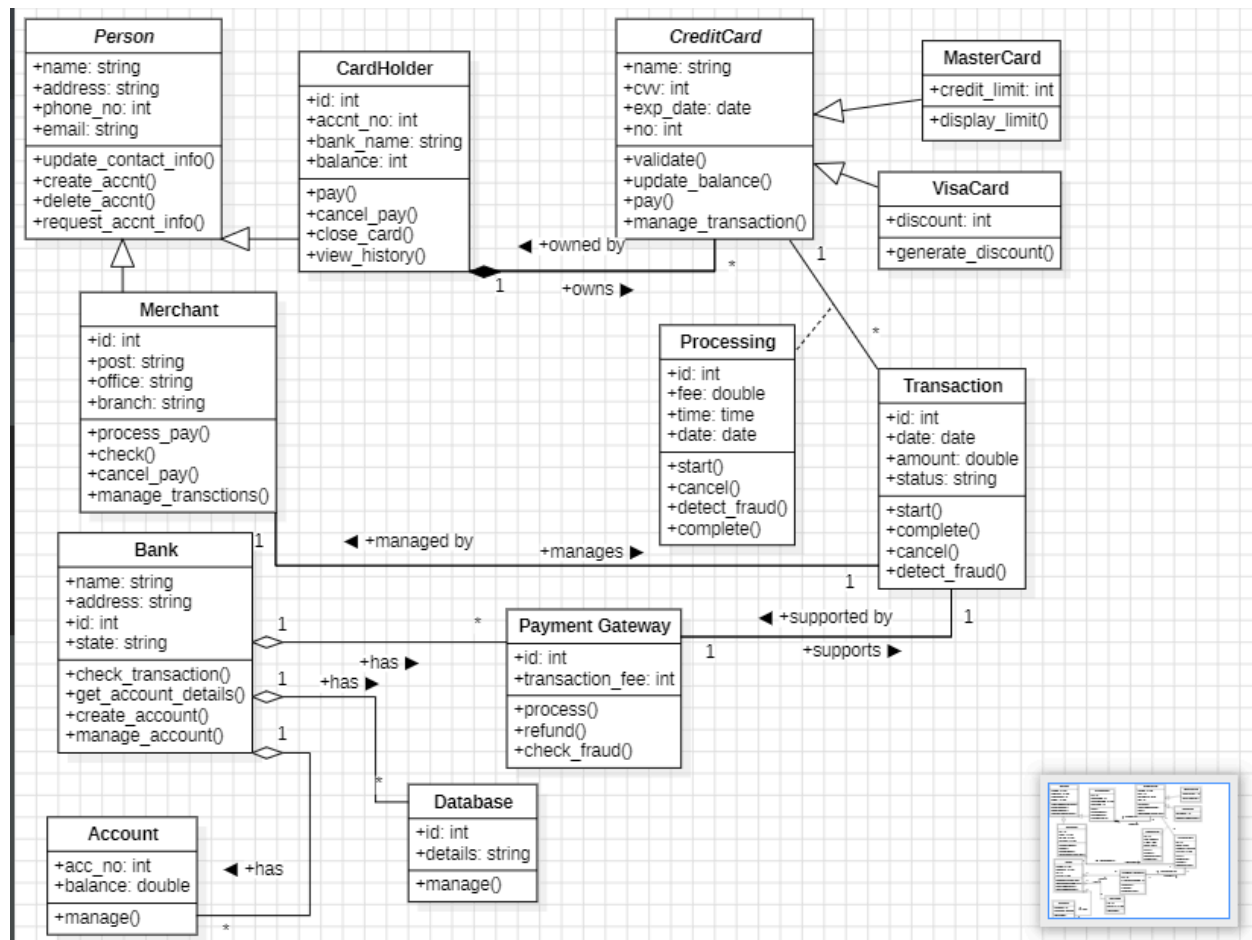 Person
+name: string
+address: string
+phone_no: int
+email: string
+update_contact_info()
+create_accnt()
+delete_accnt()
+request_accnt_info()
CardHolder
+id: int
+accnt_no: int
+bank_name: string
+balance: int
+pay()
+cancel_pay()
+close_card()
+view_history()
CreditCard
+name: string
+cvv: int
+exp_date: date
+no: int
+validate()
+update_balance()
+pay()
+manage_transaction()
MasterCard
+credit_limit: int
+display_limit()
VisaCard
+discount: int
+generate_discount()
◀ +owned by
*
1
+owns ▶
1
*
Merchant
+id: int
+post: string
+office: string
+branch: string
+process_pay()
+check()
+cancel_pay()
+manage_transctions()
Processing
+id: int
+fee: double
+time: time
+date: date
+start()
+cancel()
+detect_fraud()
+complete()
Transaction
+id: int
+date: date
+amount: double
+status: string
+start()
+complete()
+cancel()
+detect_fraud()
1
◀ +managed by
+manages ▶
1
Bank
+name: string
+address: string
+id: int
+state: string
+check_transaction()
+get_account_details()
+create_account()
+manage_account()
1
*
+has ▶
1
+has ▶
*
1
Payment Gateway
+id: int
+transaction_fee: int
+process()
+refund()
+check_fraud()
◀ +supported by
1
1
+supports ▶
Database
+id: int
+details: string
+manage()
Account
+acc_no: int
+balance: double
+manage()
◀ +has
*